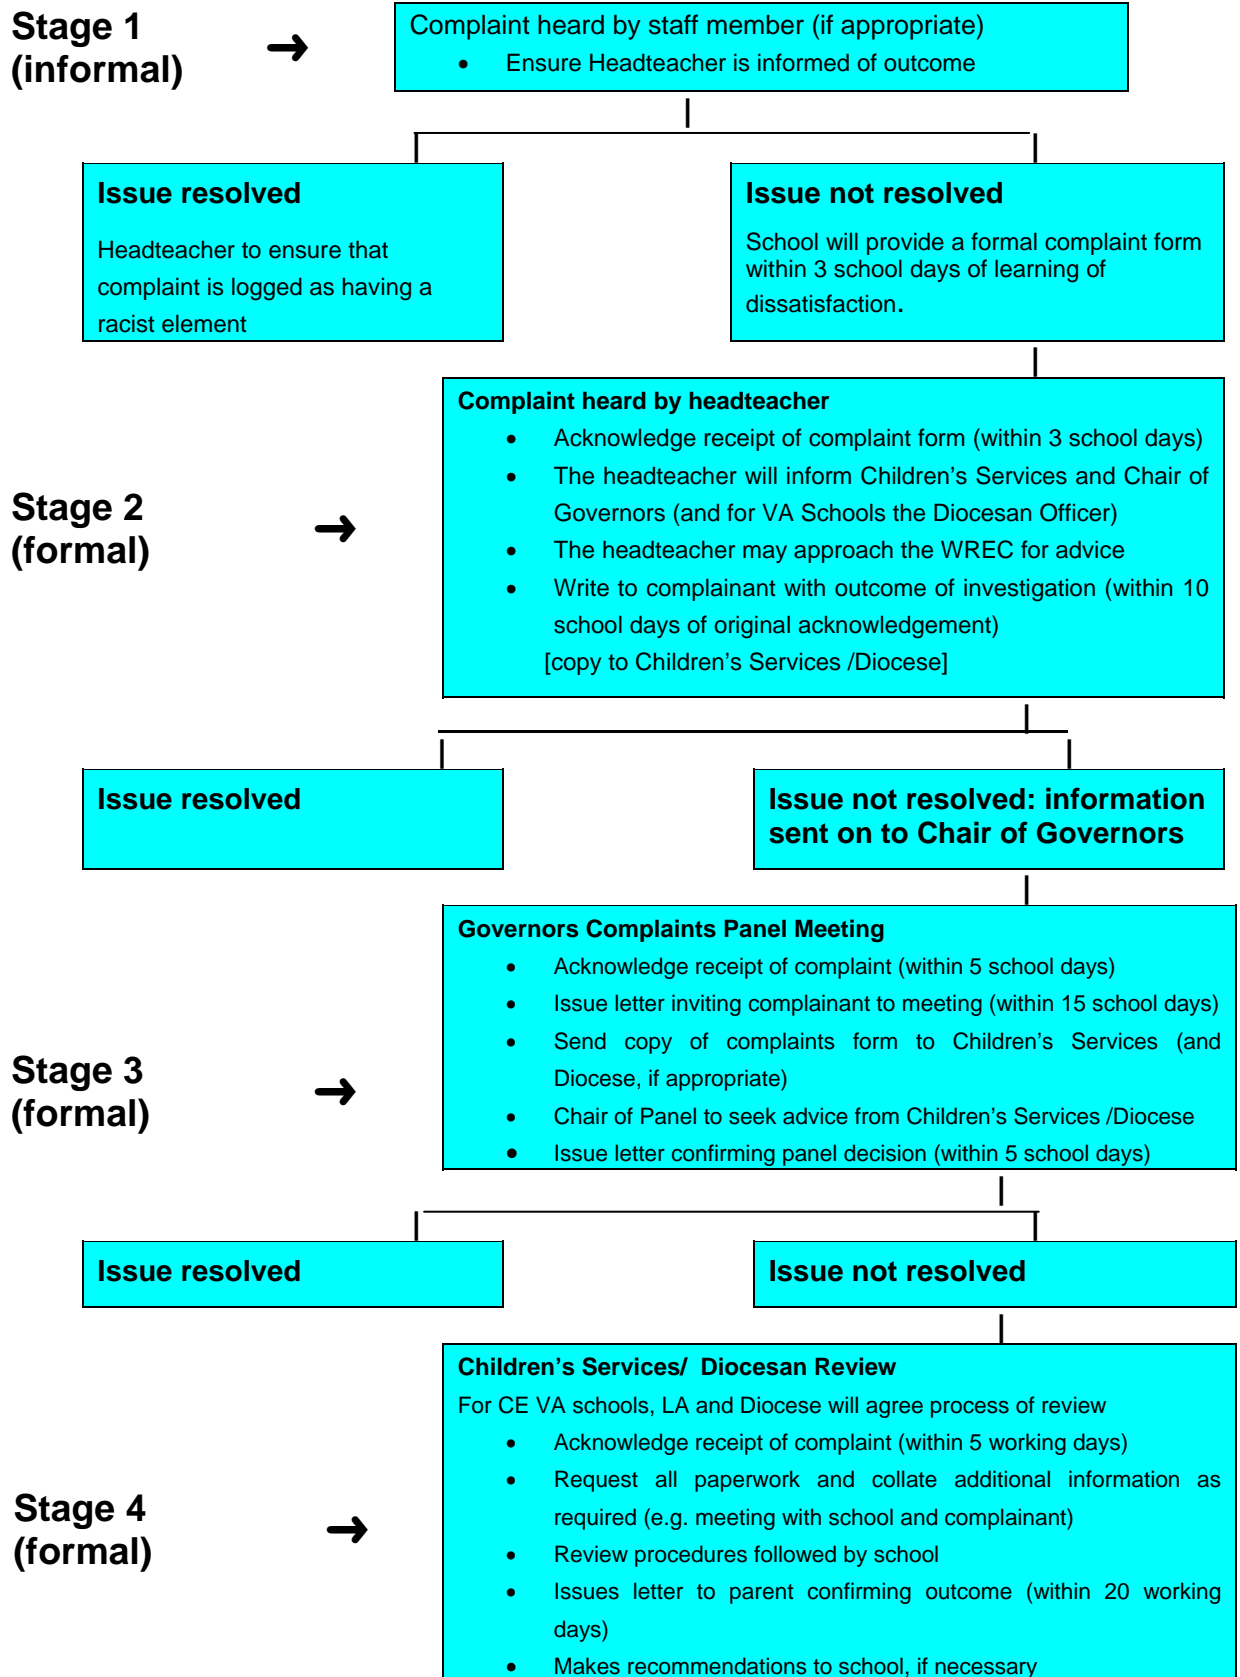 Stage 1
(informal)
➔
Complaint heard by staff member (if appropriate)
• Ensure Headteacher is informed of outcome
Issue resolved
Headteacher to ensure that
complaint is logged as having a
racist element
Issue not resolved
School will provide a formal complaint form
within 3 school days of learning of
dissatisfaction.
Stage 2
(formal)
➔
Complaint heard by headteacher
• Acknowledge receipt of complaint form (within 3 school days)
• The headteacher will inform Children’s Services and Chair of
Governors (and for VA Schools the Diocesan Officer)
• The headteacher may approach the WREC for advice
• Write to complainant with outcome of investigation (within 10
school days of original acknowledgement)
[copy to Children’s Services /Diocese]
Issue resolved
Issue not resolved: information
sent on to Chair of Governors
Stage 3
(formal)
➔
Governors Complaints Panel Meeting
• Acknowledge receipt of complaint (within 5 school days)
• Issue letter inviting complainant to meeting (within 15 school days)
• Send copy of complaints form to Children’s Services (and
Diocese, if appropriate)
• Chair of Panel to seek advice from Children’s Services /Diocese
• Issue letter confirming panel decision (within 5 school days)
Issue resolved
Issue not resolved
Stage 4
(formal)
➔
Children’s Services/ Diocesan Review
For CE VA schools, LA and Diocese will agree process of review
• Acknowledge receipt of complaint (within 5 working days)
• Request all paperwork and collate additional information as
required (e.g. meeting with school and complainant)
• Review procedures followed by school
• Issues letter to parent confirming outcome (within 20 working
days)
• Makes recommendations to school, if necessary